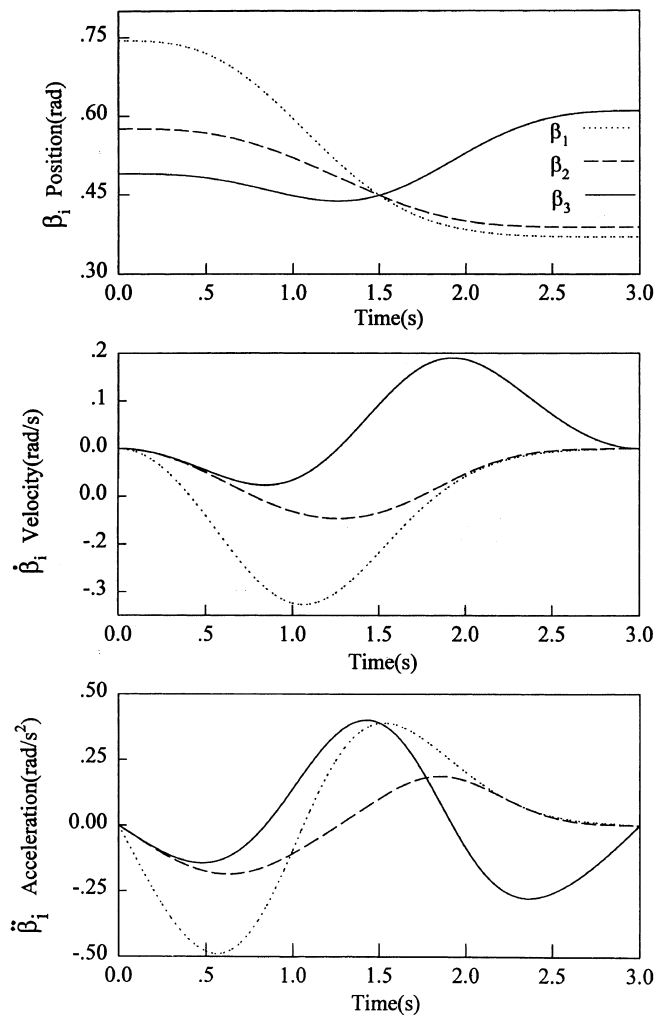 .75
.60
.45
.30
βi Position(rad)
β1
β2
β3
0.0 .5 1.0 1.5 2.0 2.5 3.0
Time(s)
.2
.1
0.0
0.0
-.2
-.3
β̇i Velocity(rad/s)
0.0 .5 1.0 1.5 2.0 2.5 3.0
Time(s)
.50
.25
0.00
-.25
-.50
β̈i Acceleration(rad/s²)
0.0 .5 1.0 1.5 2.0 2.5 3.0
Time(s)